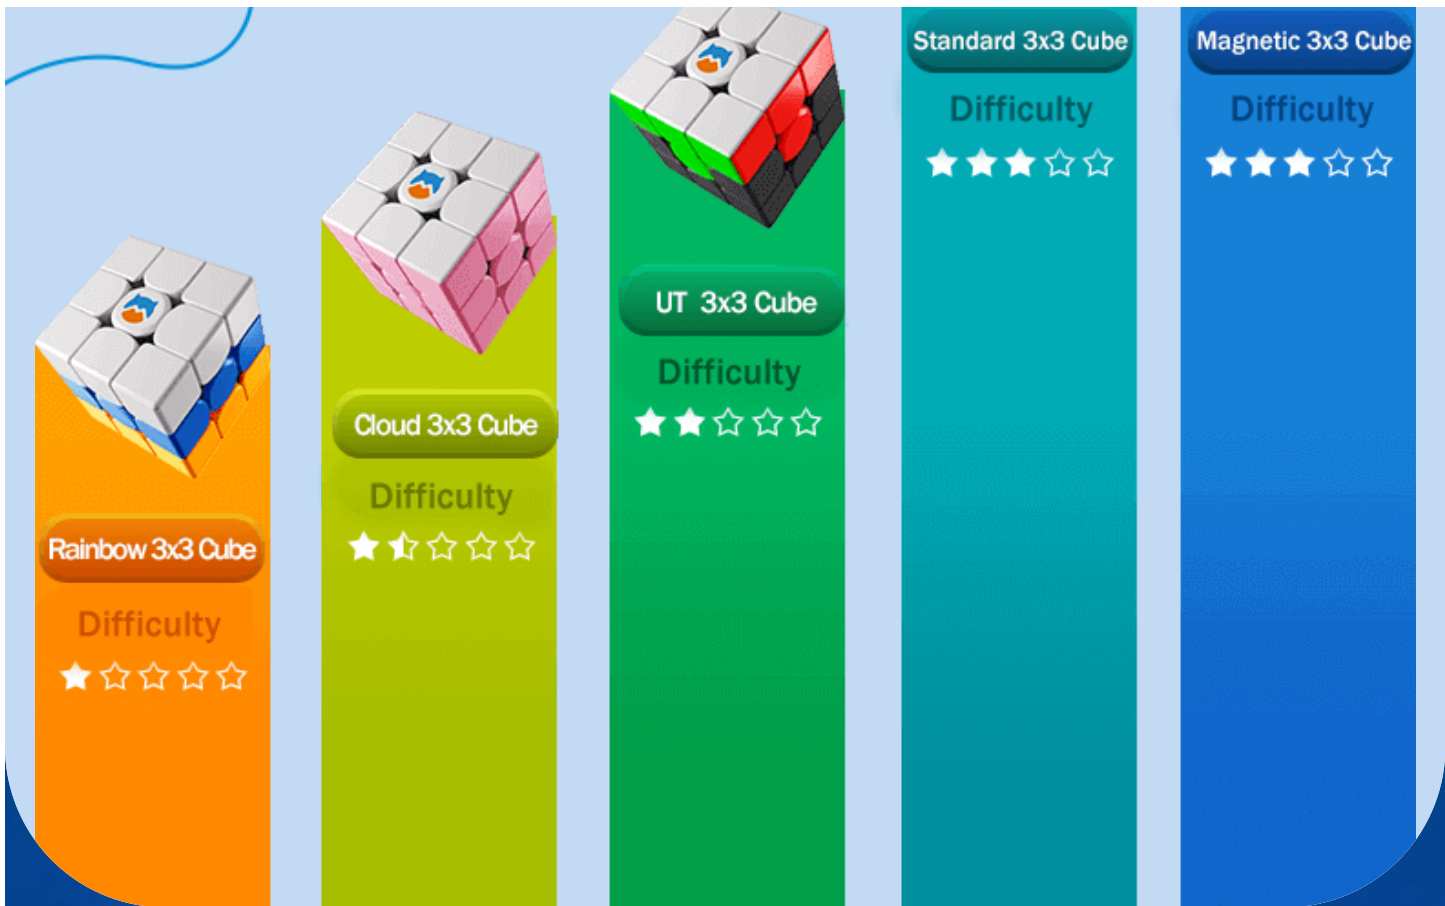 Standard 3x3 Cube
Difficulty
Magnetic 3x3 Cube
Difficulty
UT 3x3 Cube
Difficulty
Cloud 3x3 Cube
Difficulty
Rainbow 3x3 Cube
Difficulty